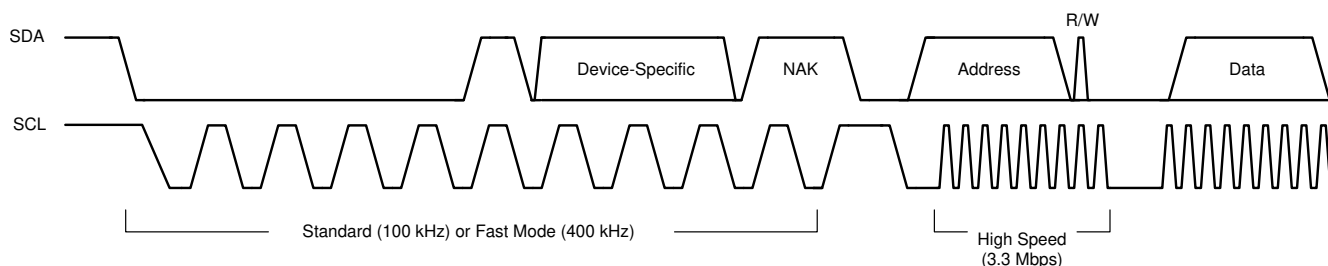 R/W
SDA
Device-Specific
NAK
Address
Data
SCL
Standard (100 kHz) or Fast Mode (400 kHz)
High Speed
(3.3 Mbps)